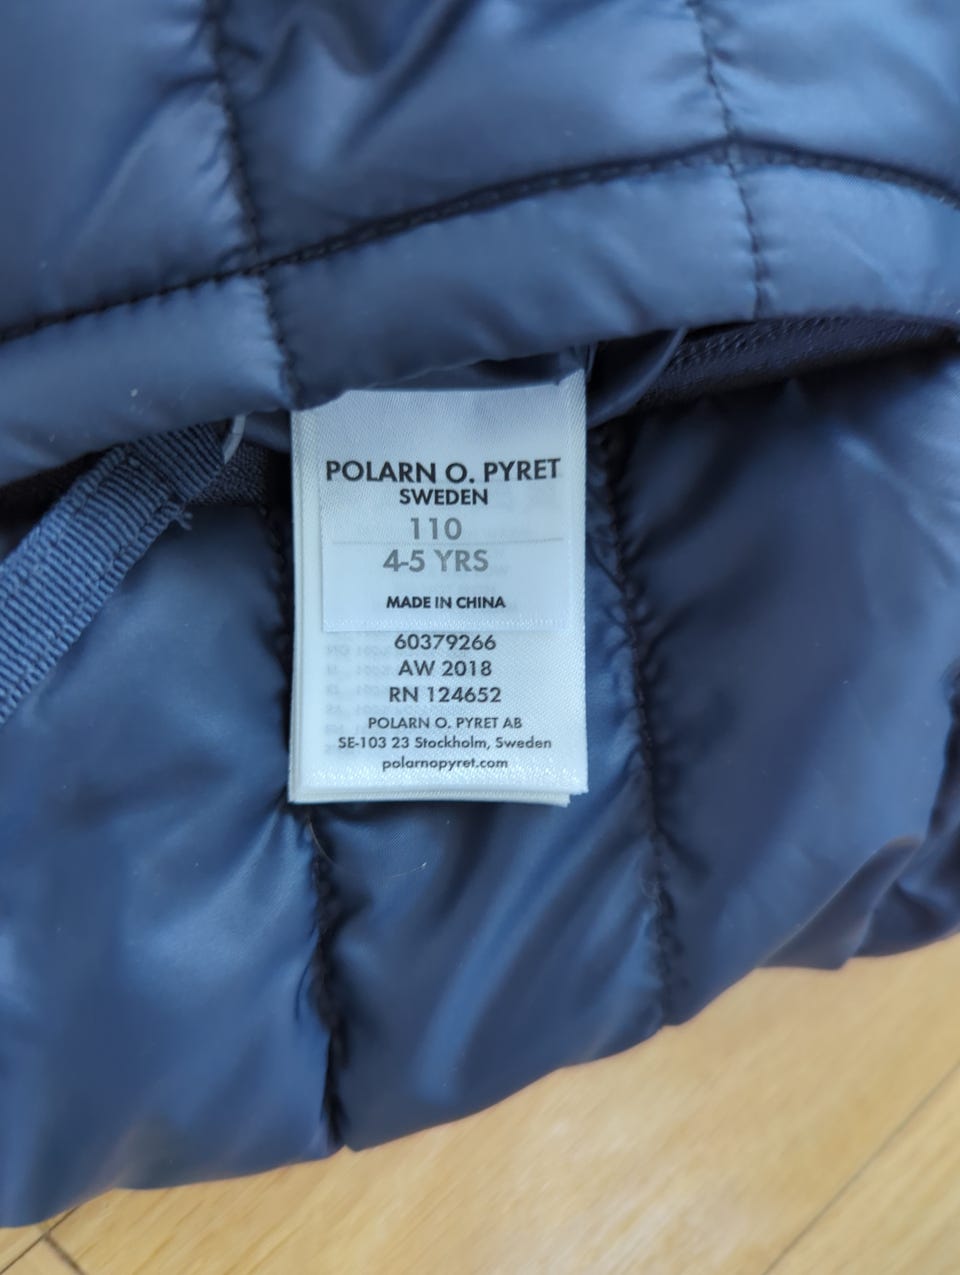 POLARN O. PYRET
SWEDEN
110
4-5 YRS
MADE IN CHINA
60379266
AW 2018
RN 124652
POLARN O. PYRET AB
SE-103 23 Stockholm, Sweden
polarnopyret.com